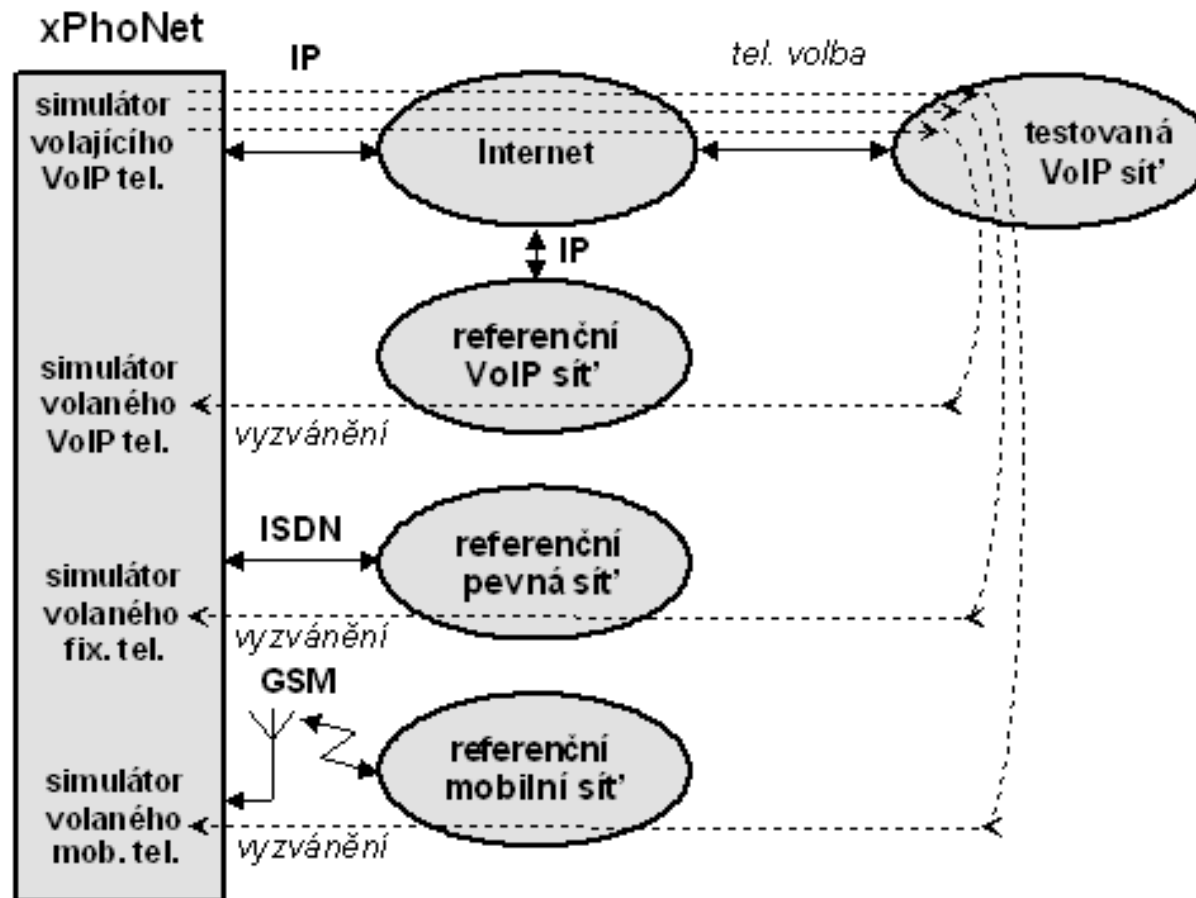 xPhoNet
IP
tel. volba
simulátor
volajícího
VoIP tel.
Internet
testovaná
VoIP síť
IP
referenční
VoIP síť
simulátor
volaného
VoIP tel.
vyzvánění
ISDN
referenční
pevná síť
simulátor
volaného
fix. tel.
vyzvánění
GSM
referenční
mobilní síť
simulátor
volaného
mob. tel.
vyzvánění